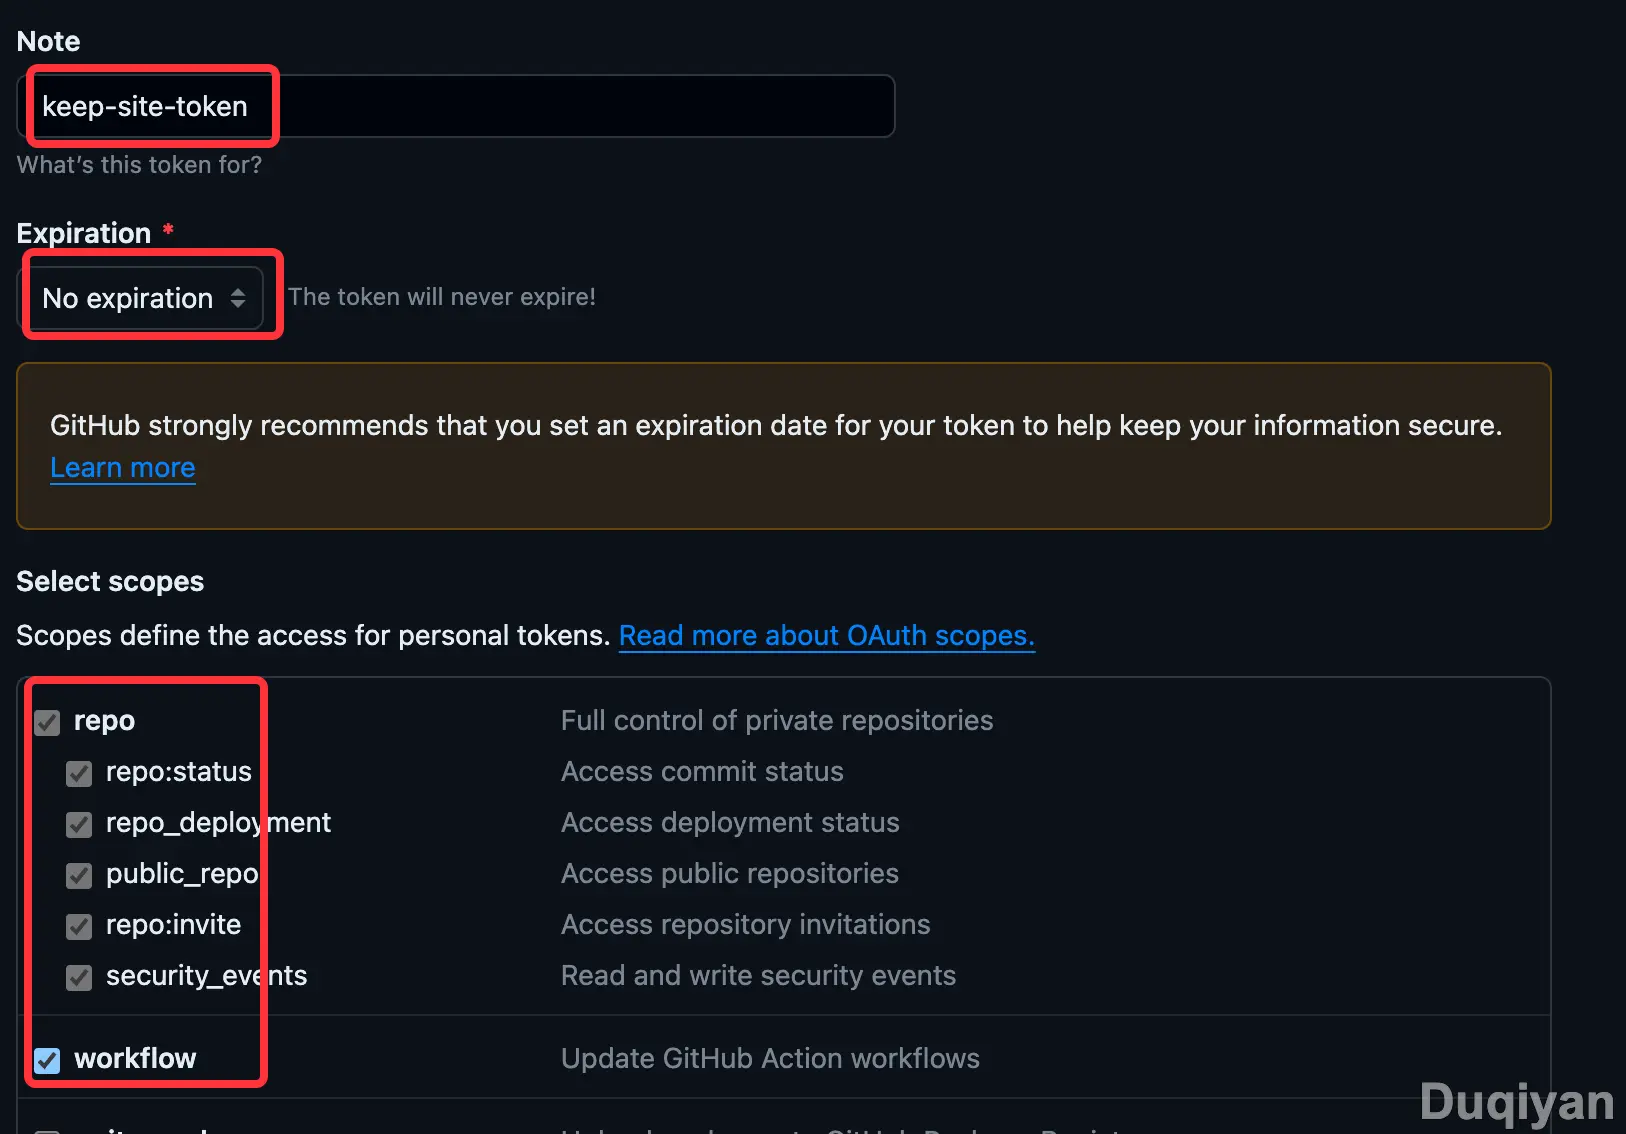 Note
keep-site-token
What's this token for?
Expiration *
No expiration The token will never expire!
GitHub strongly recommends that you set an expiration date for your token to help keep your information secure.
Learn more
Select scopes
Scopes define the access for personal tokens. Read more about OAuth scopes.
repo Full control of private repositories
repo:status Access commit status
repo_deployment Access deployment status
public_repo Access public repositories
repo:invite Access repository invitations
security_events Read and write security events
workflow Update GitHub Action workflows
Duqiyan